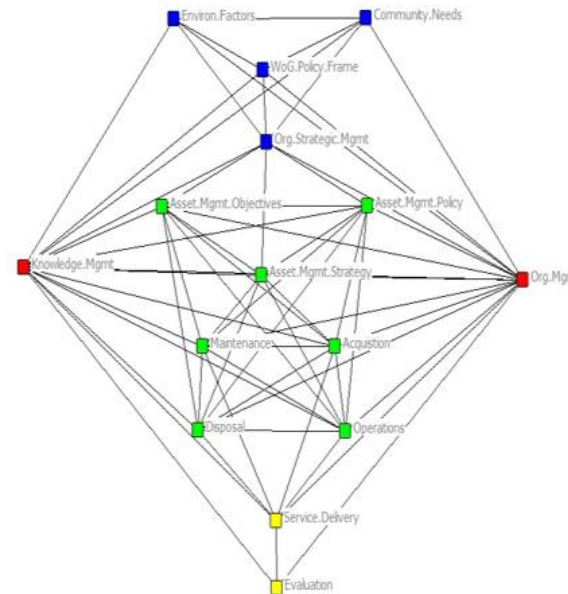 Environ.Factors
Community.Needs
WoG.Policy.Frame
Org.Strategic.Mgmt
Asset.Mgmt.Objectives
Asset.Mgmt.Policy
Knowledge.Mgmt
Asset.Mgmt.Strategy
Org.Mg
Maintenance
Acquistion
Disposal
Operations
Service.Delivery
Evaluation